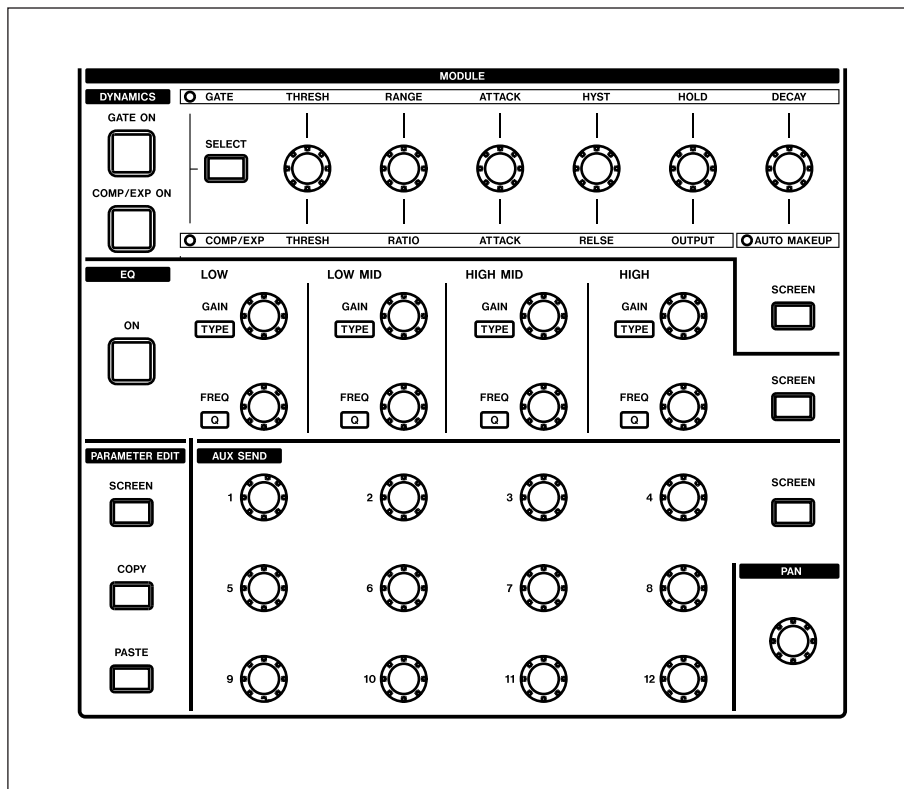 MODULE
DYNAMICS
GATE THRESH RANGE ATTACK HYST HOLD DECAY
GATE ON
SELECT
COMP/EXP ON
COMP/EXP THRESH RATIO ATTACK RELSE OUTPUT AUTO MAKEUP
EQ
LOW LOW MID HIGH MID HIGH
SCREEN
GAIN GAIN GAIN GAIN
ON
TYPE TYPE TYPE TYPE
SCREEN
FREQ FREQ FREQ FREQ
Q Q Q Q
PARAMETER EDIT
AUX SEND
SCREEN
SCREEN
1 2 3 4
COPY
PAN
5 6 7 8
PASTE
9 10 11 12